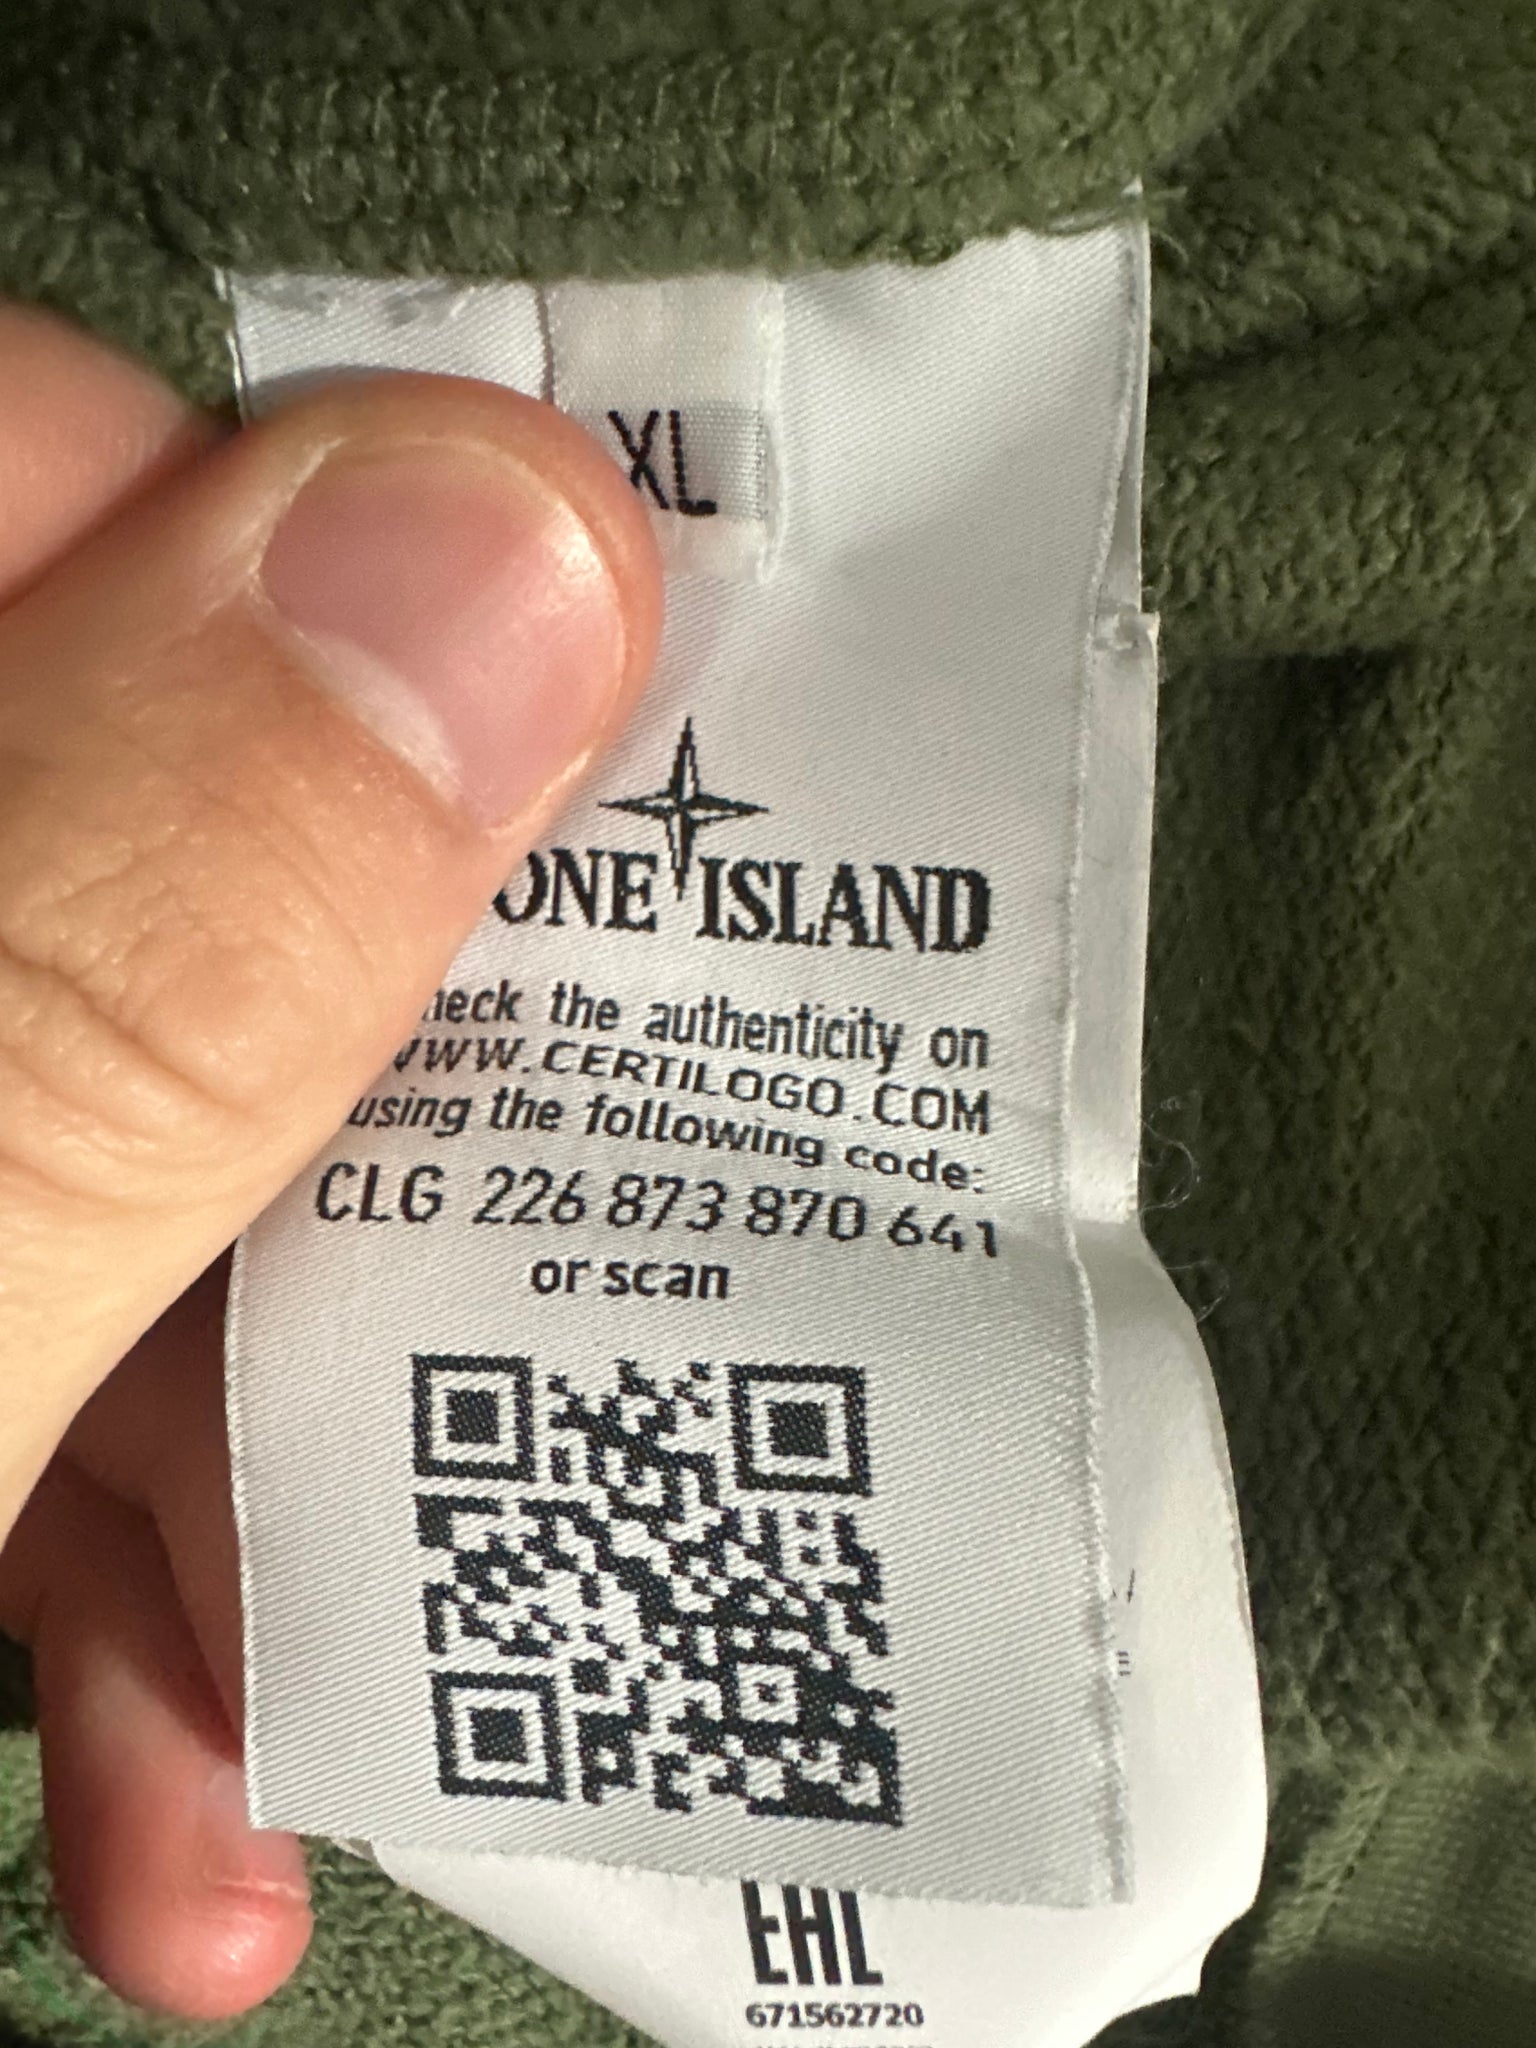 XL
ONE ISLAND
heck the authenticity on
WWW.CERTILOGO.COM
using the following code:
CLG 226 873 870 641
or scan
EAC
671562720